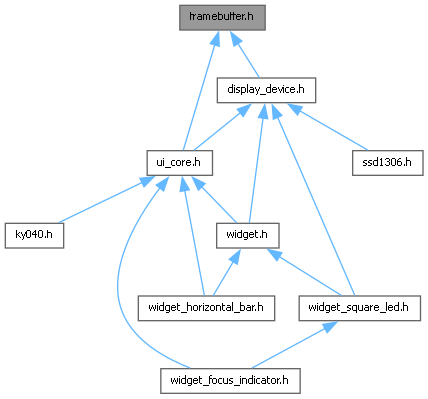 framebuffer.h
display_device.h
ui_core.h
ssd1306.h
ky040.h
widget.h
widget_horizontal_bar.h
widget_square_led.h
widget_focus_indicator.h